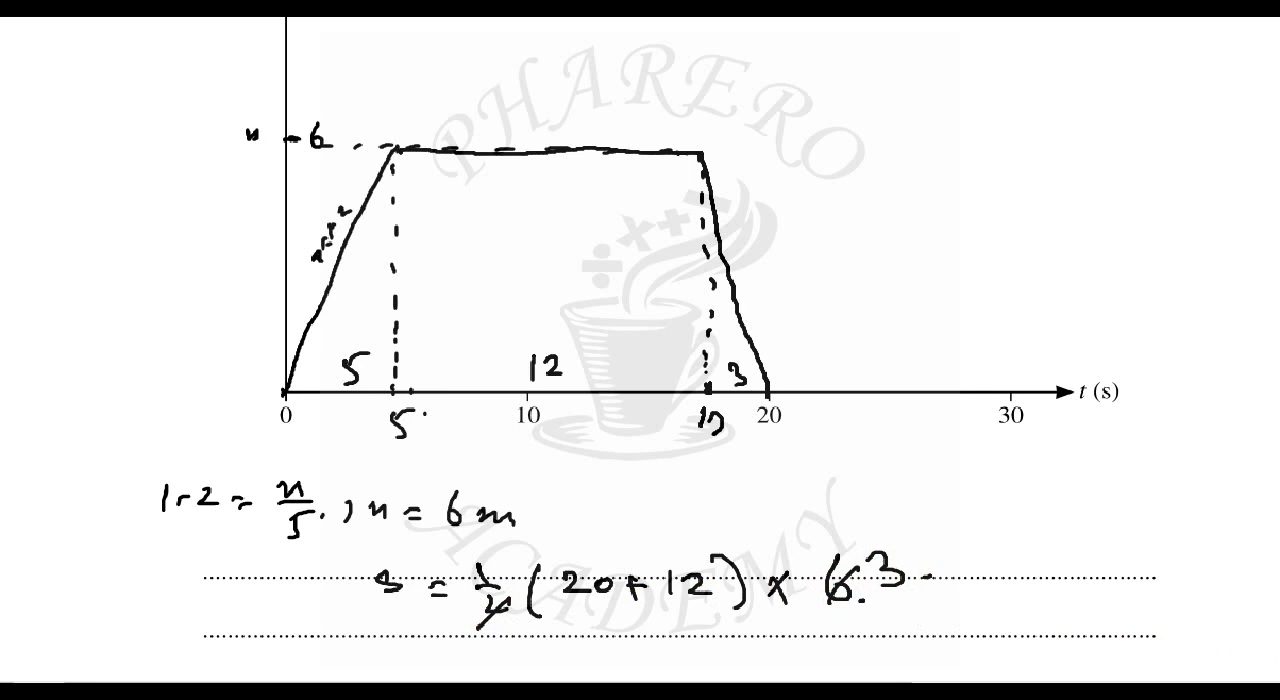 PHARERO
x - 6
5 12 3
0 5 10 17 20 30 t (s)
1.2 = x/5 , x = 6 m
ACADEMY
s = 1/2 (20 + 12) × 6 3